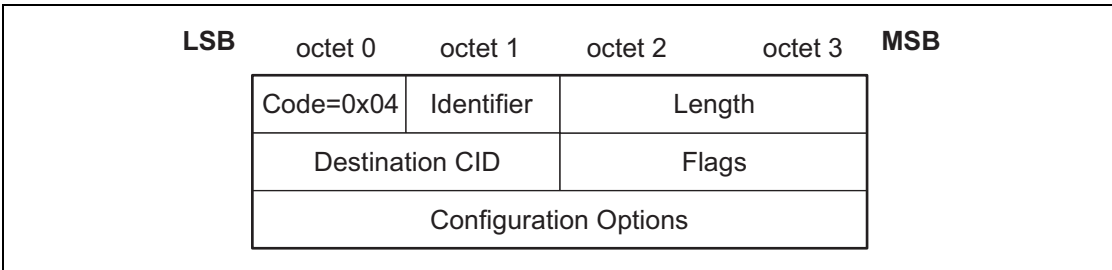 LSB octet 0 octet 1 octet 2 octet 3 MSB
Code=0x04 Identifier Length
Destination CID Flags
Configuration Options